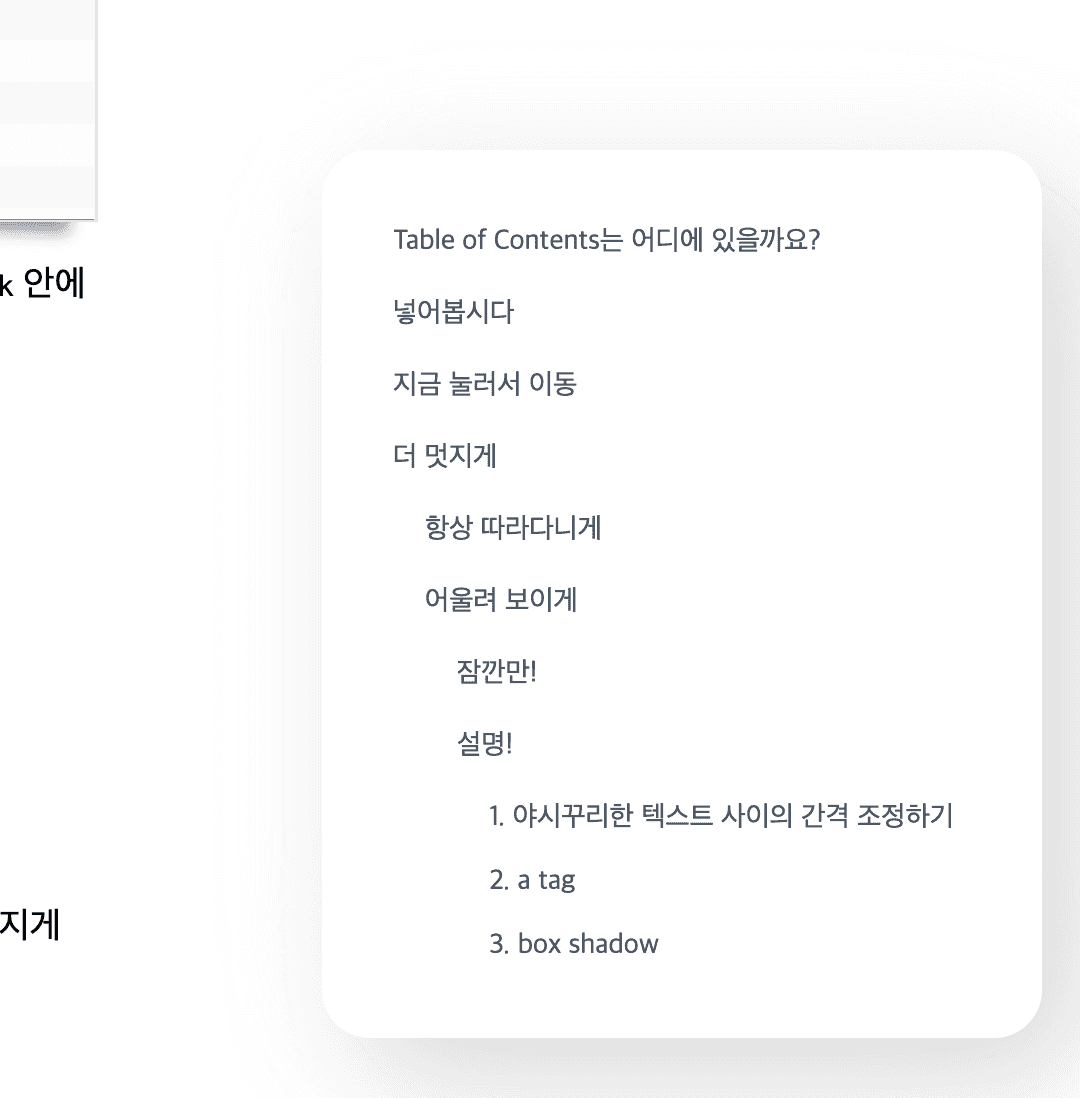 k 안에
Table of Contents는 어디에 있을까요?
넣어봅시다
지금 눌러서 이동
더 멋지게
항상 따라다니게
어울려 보이게
잠깐만!
설명!
1. 야시꾸리한 텍스트 사이의 간격 조정하기
2. a tag
3. box shadow
지게